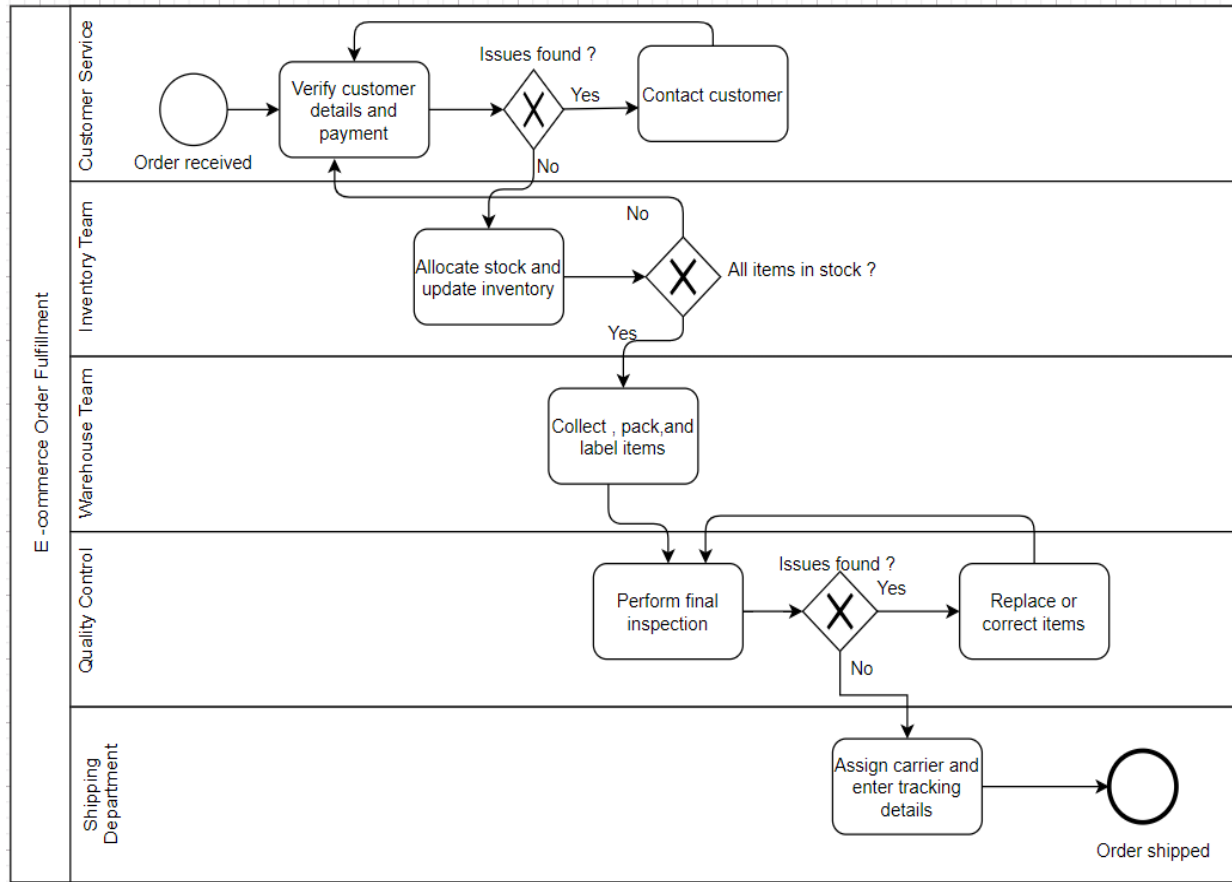 E -commerce Order Fulfillment
Customer Service
Order received
Verify customer
details and
payment
Issues found ?
Yes
No
Contact customer
Inventory Team
Allocate stock and
update inventory
No
All items in stock ?
Yes
Warehouse Team
Collect , pack,and
label items
Quality Control
Perform final
inspection
Issues found ?
Yes
No
Replace or
correct items
Shipping
Department
Assign carrier and
enter tracking
details
Order shipped